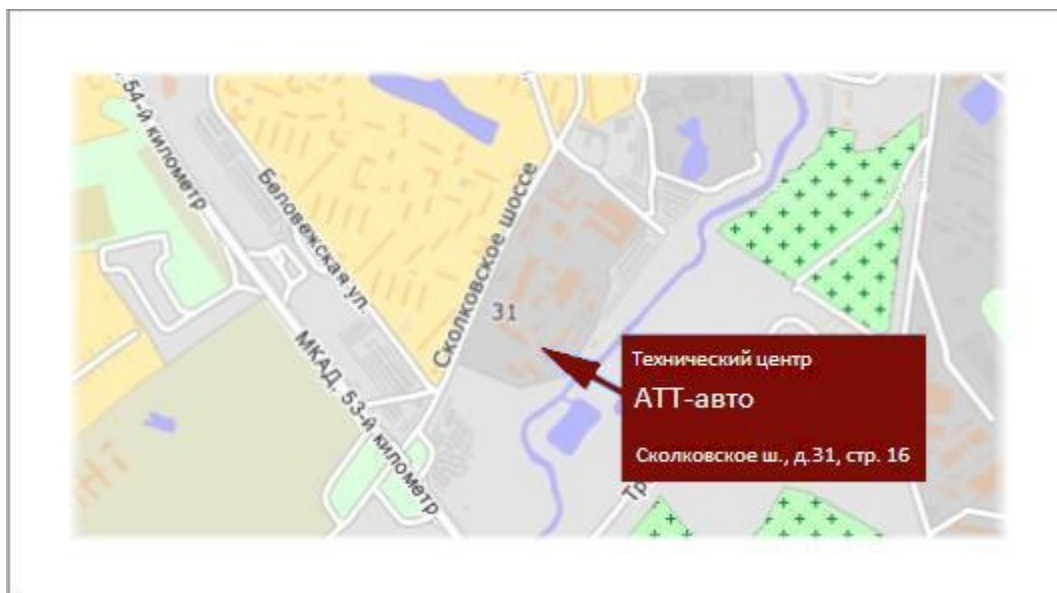 54-й километр
Беловежская ул.
Сколковское шоссе
31
МКАД, 53-й километр
Технический центр
АТТ-авто
Сколковское ш., д.31, стр. 16